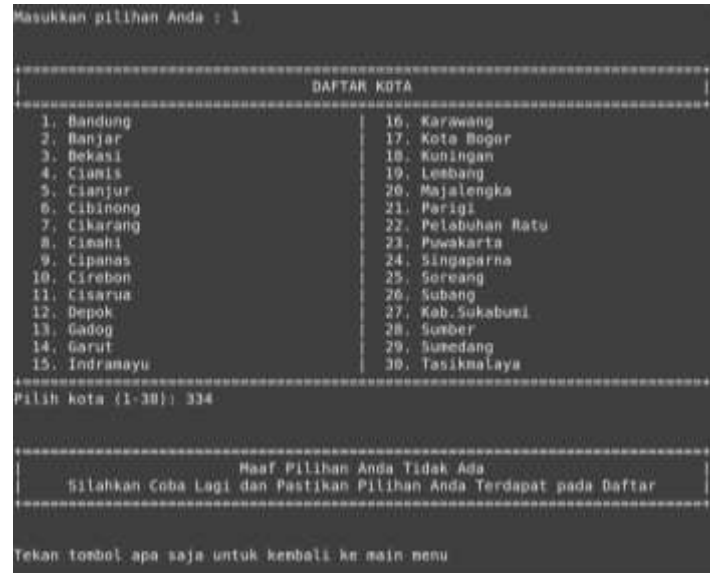 Masukkan pilihan Anda : 1
DAFTAR KOTA
1. Bandung | 16. Karawang
2. Banjar | 17. Kota Bogor
3. Bekasi | 18. Kuningan
4. Ciamis | 19. Lembang
5. Cianjur | 20. Majalengka
6. Cibinong | 21. Parigi
7. Cikarang | 22. Pelabuhan Ratu
8. Cimahi | 23. Puwakarta
9. Cipanas | 24. Singaparna
10. Cirebon | 25. Soreang
11. Cisarua | 26. Subang
12. Depok | 27. Kab.Sukabumi
13. Gadog | 28. Sumber
14. Garut | 29. Sumedang
15. Indramayu | 30. Tasikmalaya
Pilih kota (1-30): 334
Maaf Pilihan Anda Tidak Ada
Silahkan Coba Lagi dan Pastikan Pilihan Anda Terdapat pada Daftar
Tekan tombol apa saja untuk kembali ke main menu